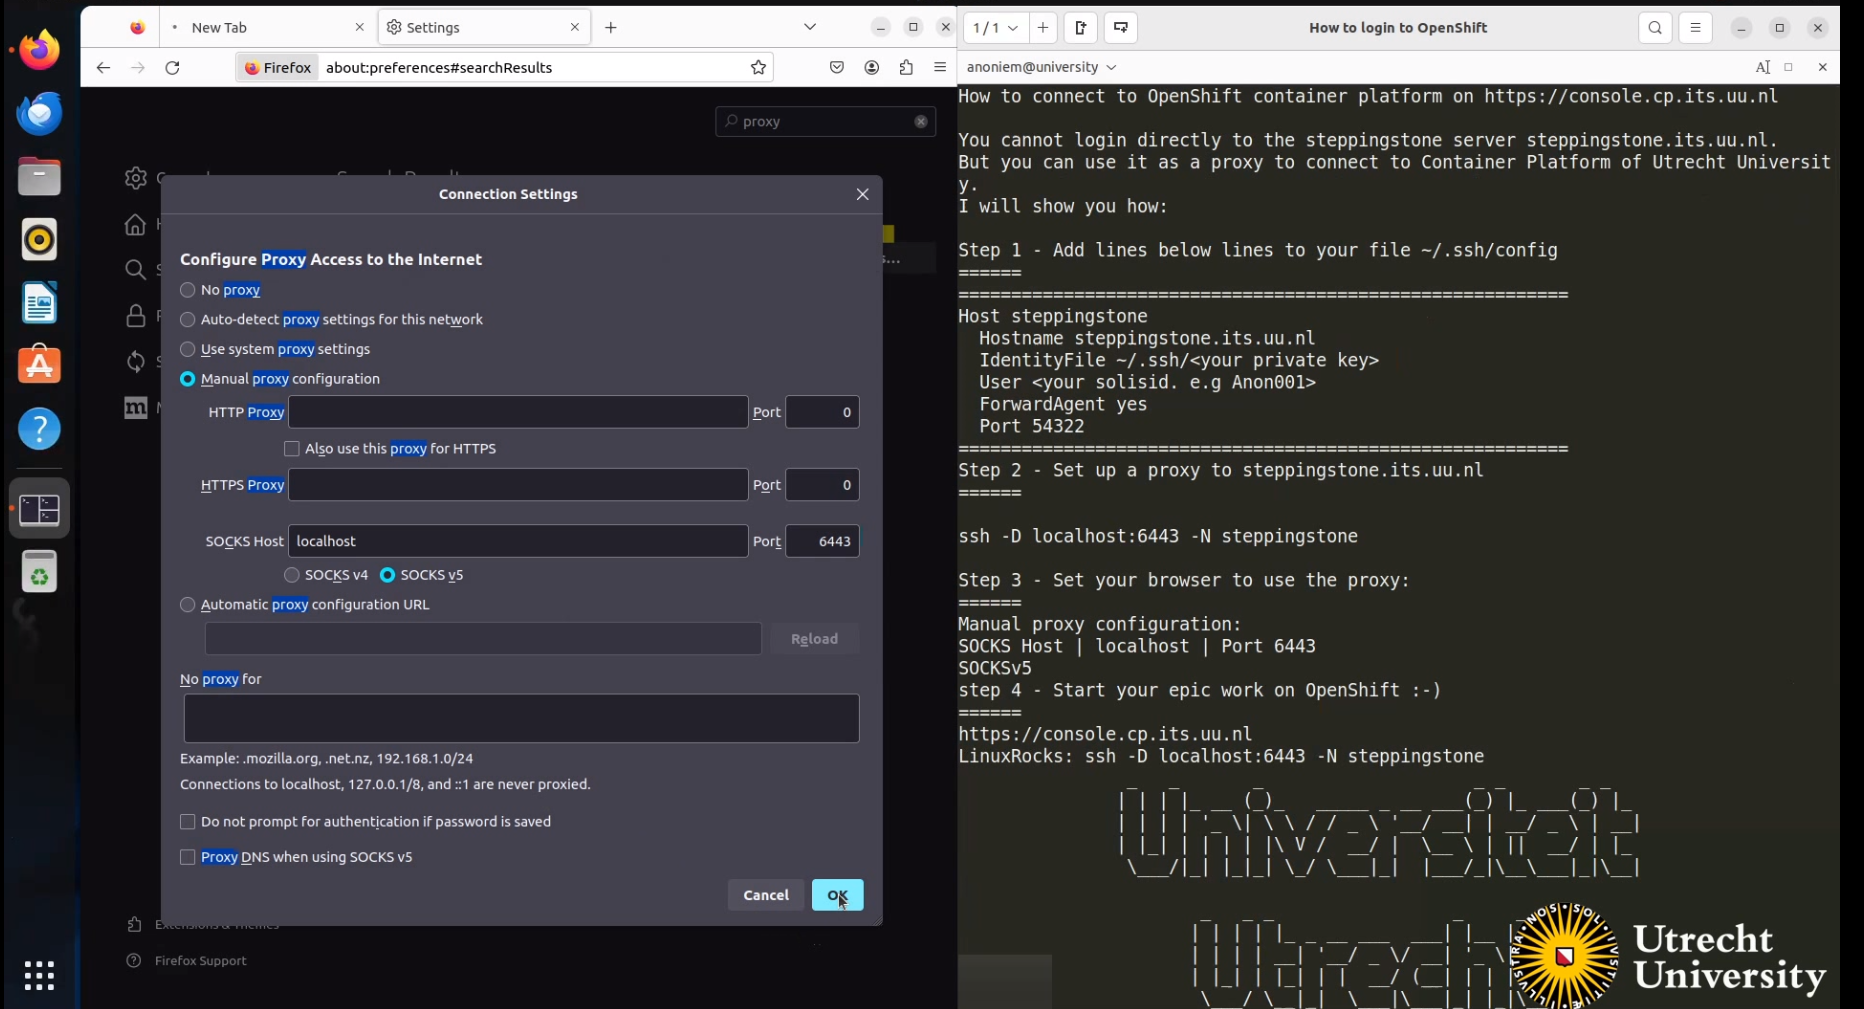 New Tab
Settings
Firefox
about:preferences#searchResults
proxy
Connection Settings
Configure Proxy Access to the Internet
No proxy
Auto-detect proxy settings for this network
Use system proxy settings
Manual proxy configuration
HTTP Proxy
Port
0
Also use this proxy for HTTPS
HTTPS Proxy
Port
0
SOCKS Host
localhost
Port
6443
SOCKS v4
SOCKS v5
Automatic proxy configuration URL
Reload
No proxy for
Example: .mozilla.org, .net.nz, 192.168.1.0/24
Connections to localhost, 127.0.0.1/8, and ::1 are never proxied.
Do not prompt for authentication if password is saved
Proxy DNS when using SOCKS v5
Cancel
OK
Extensions & Themes
Firefox Support
1/1
How to login to OpenShift
anoniem@university
How to connect to OpenShift container platform on https://console.cp.its.uu.nl
You cannot login directly to the steppingstone server steppingstone.its.uu.nl.
But you can use it as a proxy to connect to Container Platform of Utrecht Universit
y.
I will show you how:
Step 1 - Add lines below lines to your file ~/.ssh/config
======
==========================================================
Host steppingstone
Hostname steppingstone.its.uu.nl
IdentityFile ~/.ssh/<your private key>
User <your solisid. e.g Anon001>
ForwardAgent yes
Port 54322
==========================================================
Step 2 - Set up a proxy to steppingstone.its.uu.nl
======
ssh -D localhost:6443 -N steppingstone
Step 3 - Set your browser to use the proxy:
======
Manual proxy configuration:
SOCKS Host | localhost | Port 6443
SOCKSv5
step 4 - Start your epic work on OpenShift :-)
======
https://console.cp.its.uu.nl
LinuxRocks: ssh -D localhost:6443 -N steppingstone
Universiteit
Utrecht
Utrecht
University